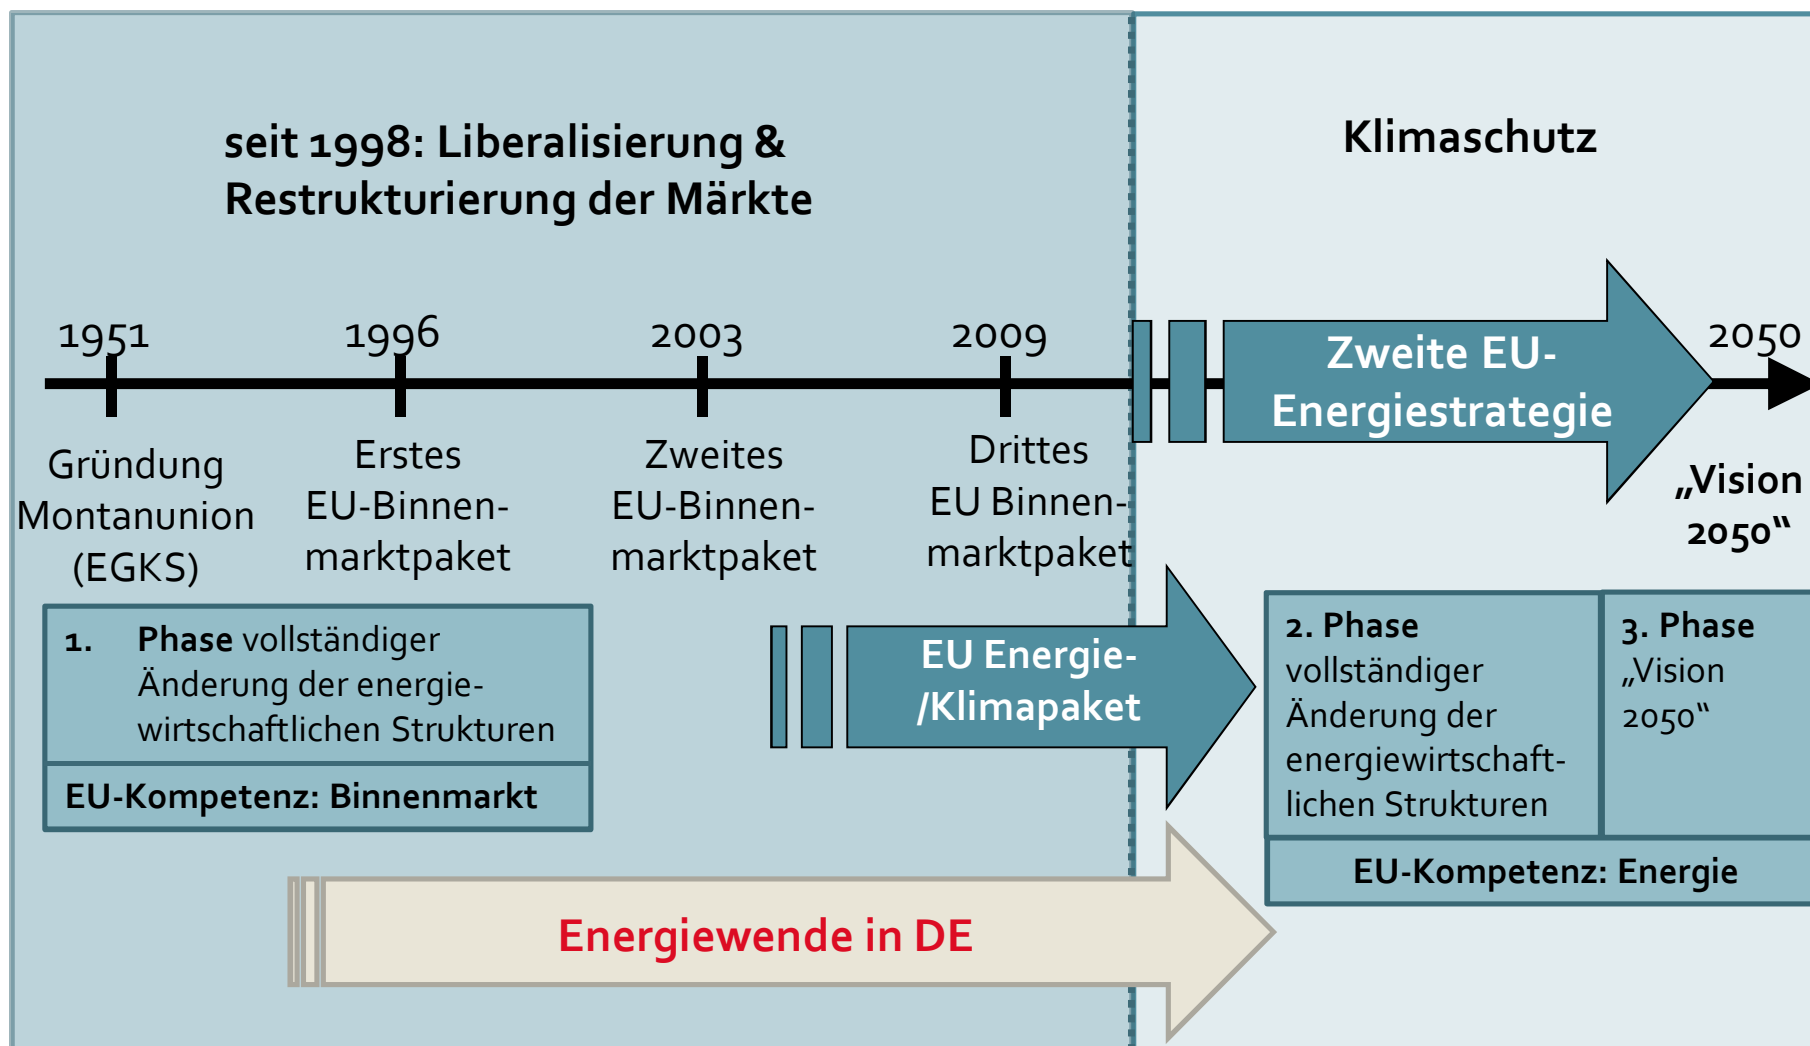 seit 1998: Liberalisierung &
Restrukturierung der Märkte
Klimaschutz
1951
1996
2003
2009
2050
Zweite EU-
Energiestrategie
Gründung
Montanunion
(EGKS)
Erstes
EU-Binnen-
marktpaket
Zweites
EU-Binnen-
marktpaket
Drittes
EU Binnen-
marktpaket
„Vision
2050“
1. Phase vollständiger
Änderung der energie-
wirtschaftlichen Strukturen
EU-Kompetenz: Binnenmarkt
EU Energie-
/Klimapaket
2. Phase
vollständiger
Änderung der
energiewirtschaft-
lichen Strukturen
3. Phase
„Vision
2050“
EU-Kompetenz: Energie
Energiewende in DE